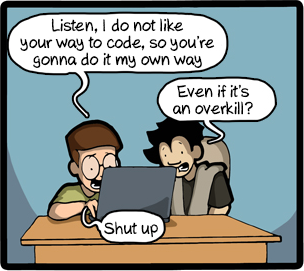 Listen, I do not like
your way to code, so you're
gonna do it my own way
Even if it's
an overkill?
Shut up